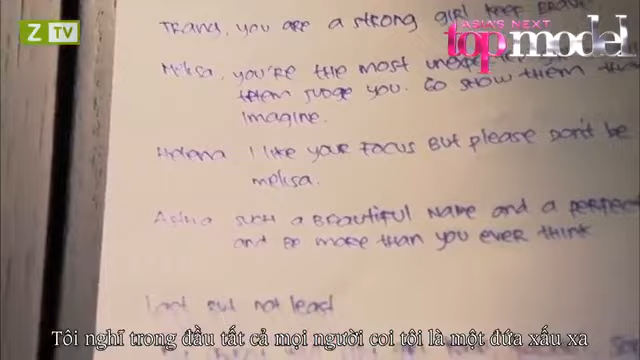 Z TV
ASIA'S NEXT
top model
Trang, you are a strong girl keep
Melisa, you're the most
them judge you. Go show them
imagine.
Helena I like your focus but please don't be
melisa.
such a beautiful name and a
and be more than you ever think
Last but not least
Tôi nghĩ trong đầu tất cả mọi người coi tôi là một đứa xấu xa